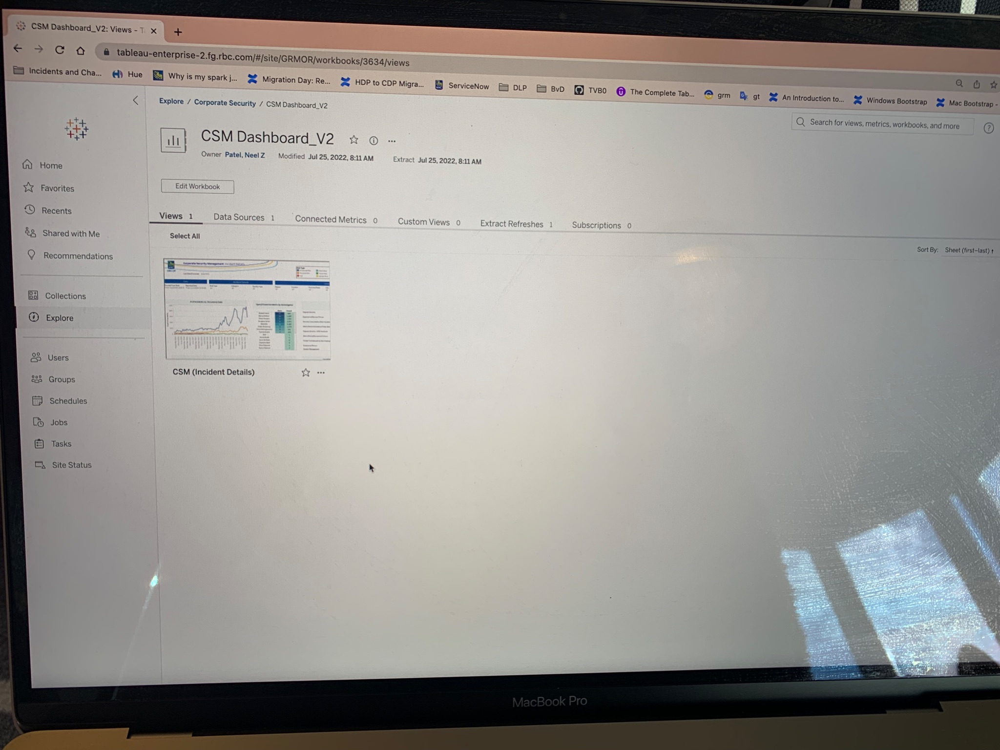 CSM Dashboard_V2: Views - T
tableau-enterprise-2.fg.rbc.com/#/site/GRMOR/workbooks/3634/views
Incidents and Cha... Hue Why is my spark j... Migration Day: Re... HDP to CDP Migra... ServiceNow DLP BvD TVB0 The Complete Tab... grm gt An Introduction to... Windows Bootstrap Mac Bootstrap -
Explore / Corporate Security / CSM Dashboard_V2
Search for views, metrics, workbooks, and more
CSM Dashboard_V2
Owner Patel, Neel Z Modified Jul 25, 2022, 8:11 AM Extract Jul 25, 2022, 8:11 AM
Edit Workbook
Views 1 Data Sources 1 Connected Metrics 0 Custom Views 0 Extract Refreshes 1 Subscriptions 0
Select All
Sort By: Sheet (first–last) ↑
Corporate Security Management: Incident Details
CSM (Incident Details)
Home
Favorites
Recents
Shared with Me
Recommendations
Collections
Explore
Users
Groups
Schedules
Jobs
Tasks
Site Status
MacBook Pro